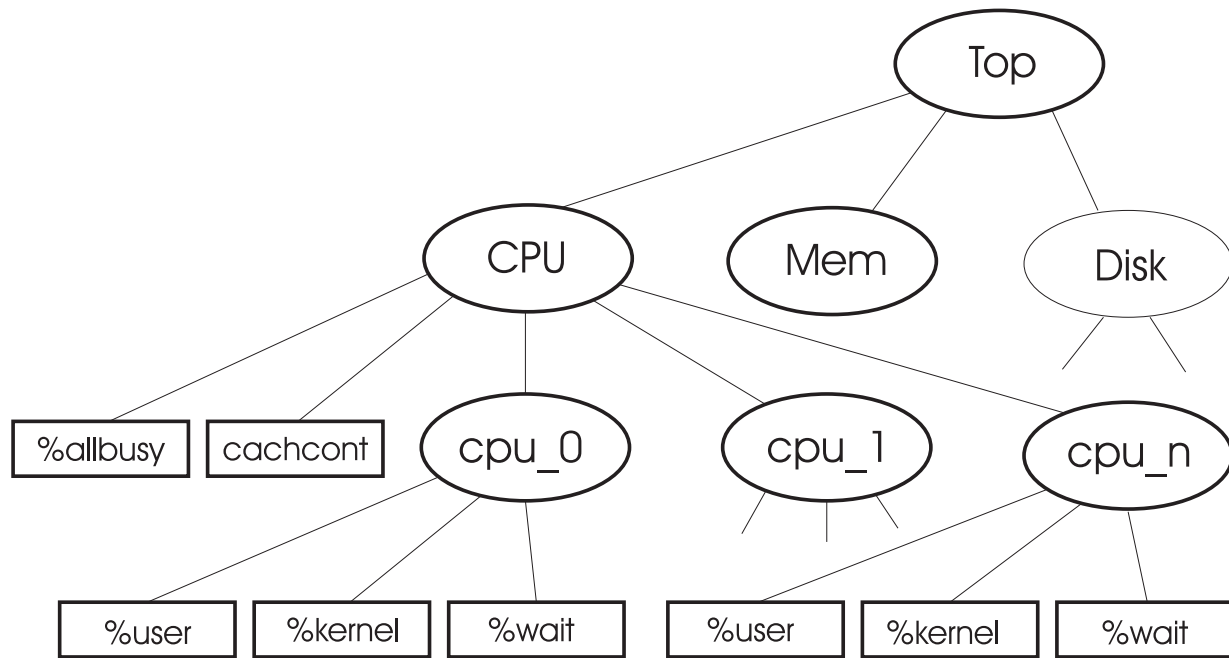 Top
CPU
Mem
Disk
%allbusy
cachcont
cpu_0
cpu_1
cpu_n
%user
%kernel
%wait
%user
%kernel
%wait